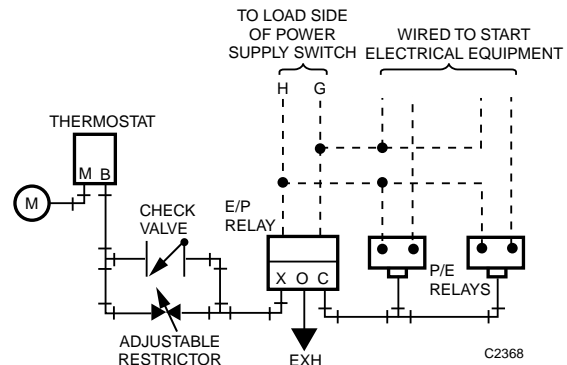 TO LOAD SIDE
OF POWER
SUPPLY SWITCH
WIRED TO START
ELECTRICAL EQUIPMENT
H G
THERMOSTAT
M B
M
CHECK
VALVE
E/P
RELAY
X O C
P/E
RELAYS
ADJUSTABLE
RESTRICTOR
EXH
C2368